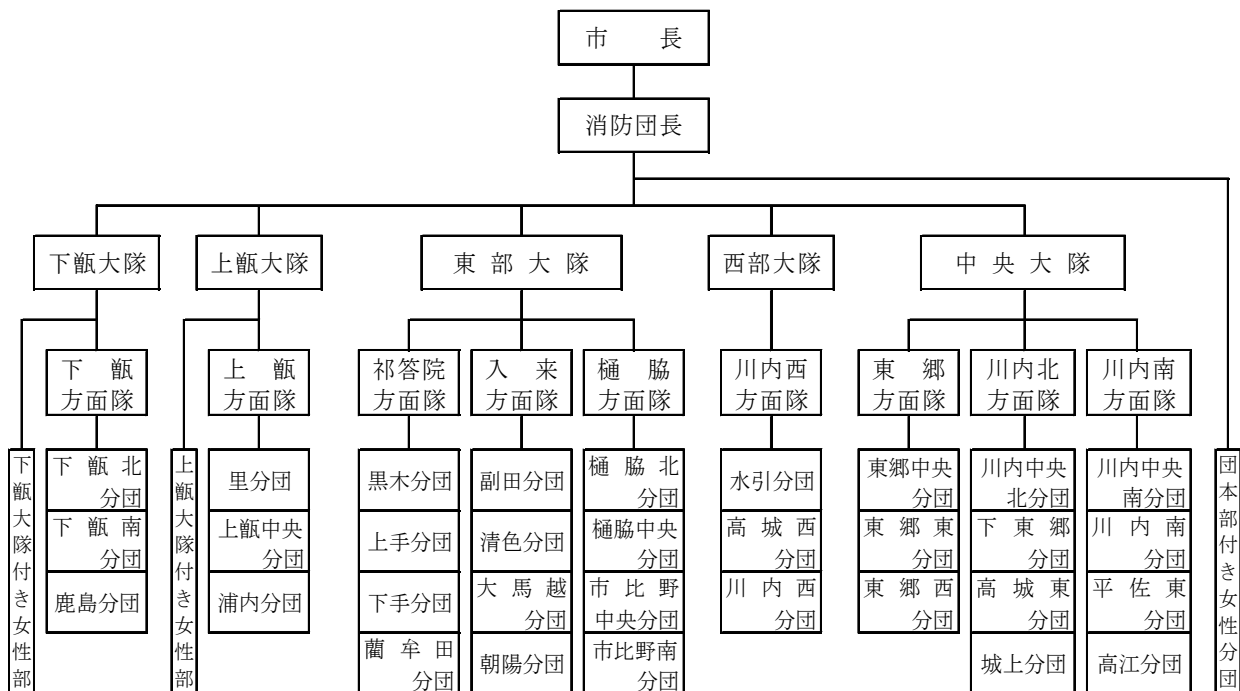 市長
消防団長
下甑大隊
上甑大隊
東部大隊
西部大隊
中央大隊
下甑
方面隊
上甑
方面隊
祁答院
方面隊
入来
方面隊
樋脇
方面隊
川内西
方面隊
東郷
方面隊
川内北
方面隊
川内南
方面隊
下甑大隊付き女性部
下甑北
分団
下甑南
分団
鹿島分団
上甑大隊付き女性部
里分団
上甑中央
分団
浦内分団
黒木分団
上手分団
下手分団
藺牟田
分団
副田分団
清色分団
大馬越
分団
朝陽分団
樋脇北
分団
樋脇中央
分団
市比野
中央分団
市比野南
分団
水引分団
高城西
分団
川内西
分団
東郷中央
分団
東郷東
分団
東郷西
分団
川内中央
北分団
下東郷
分団
高城東
分団
城上分団
川内中央
南分団
川内南
分団
平佐東
分団
高江分団
団本部付き女性分団